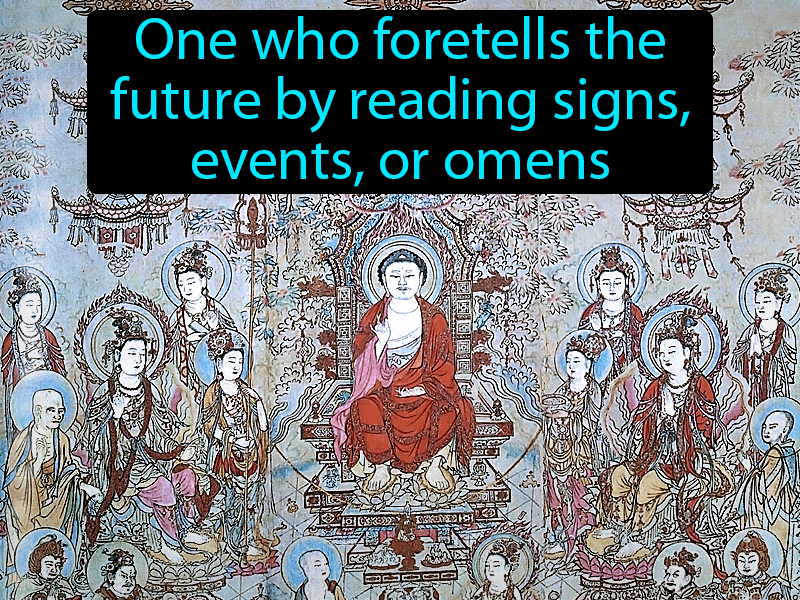 One who foretells the
future by reading signs,
events, or omens